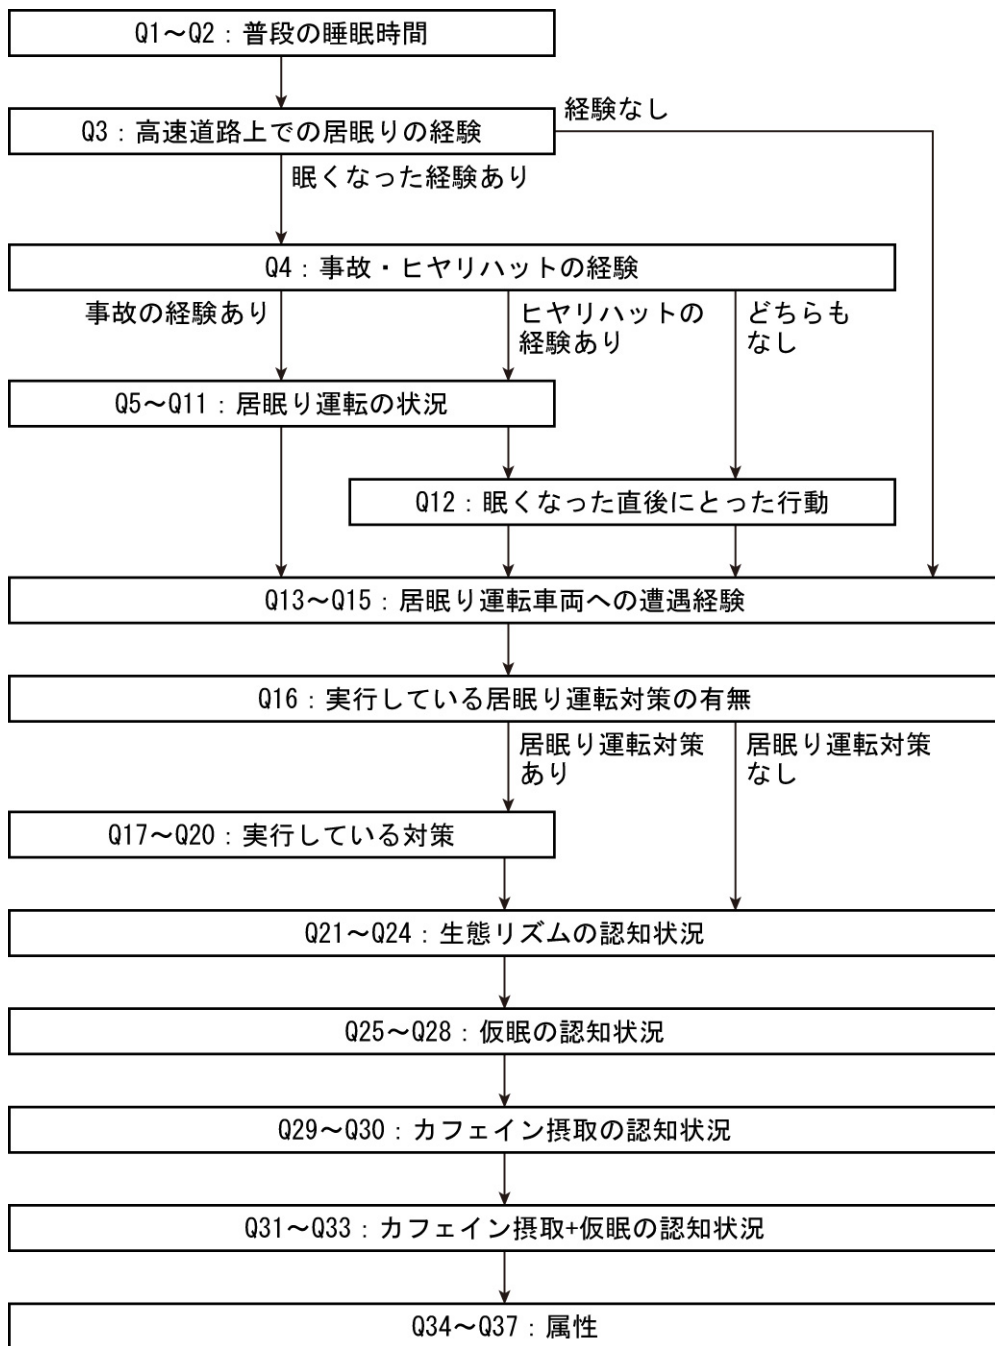 Q1～Q2：普段の睡眠時間
Q3：高速道路上での居眠りの経験
経験なし
眠くなった経験あり
Q4：事故・ヒヤリハットの経験
事故の経験あり
ヒヤリハットの
経験あり
どちらも
なし
Q5～Q11：居眠り運転の状況
Q12：眠くなった直後にとった行動
Q13～Q15：居眠り運転車両への遭遇経験
Q16：実行している居眠り運転対策の有無
居眠り運転対策
あり
居眠り運転対策
なし
Q17～Q20：実行している対策
Q21～Q24：生態リズムの認知状況
Q25～Q28：仮眠の認知状況
Q29～Q30：カフェイン摂取の認知状況
Q31～Q33：カフェイン摂取+仮眠の認知状況
Q34～Q37：属性